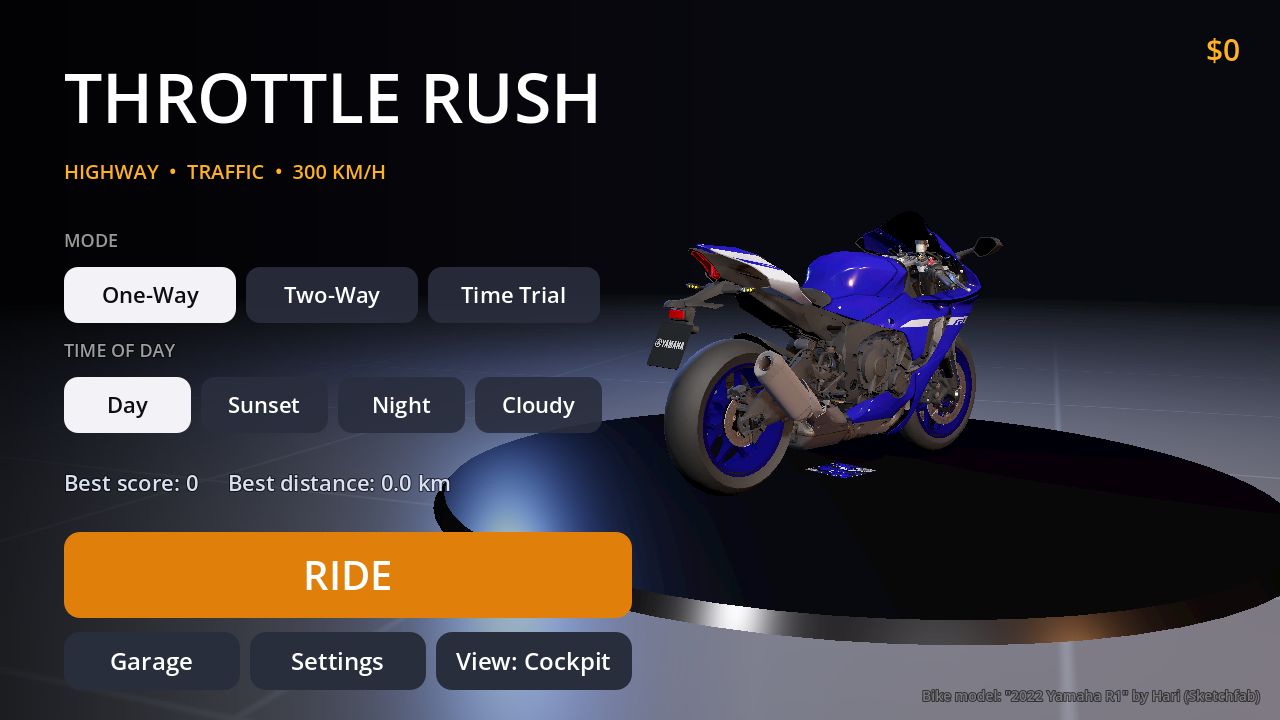 $0
THROTTLE RUSH
HIGHWAY • TRAFFIC • 300 KM/H
MODE
One-Way Two-Way Time Trial
TIME OF DAY
Day Sunset Night Cloudy
Best score: 0 Best distance: 0.0 km
RIDE
Garage Settings View: Cockpit
YAMAHA
Bike model: "2022 Yamaha R1" by Hari (Sketchfab)